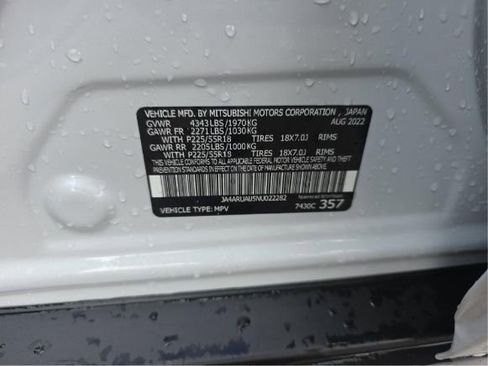 VEHICLE MFD. BY MITSUBISHI MOTORS CORPORATION, JAPAN
GVWR 4343LBS/1970KG AUG 2022
GAWR FR 2271LBS/1030KG
WITH P225/55R18 TIRES 18X7.0J RIMS
GAWR RR 2205LBS/1000KG
WITH P225/55R18 TIRES 18X7.0J RIMS
THIS VEHICLE CONFORMS TO ALL APPLICABLE FEDERAL MOTOR VEHICLE SAFETY AND THEFT
PREVENTION STANDARDS IN EFFECT ON THE DATE OF MANUFACTURE SHOWN ABOVE.
JA4ARUAU5NU022282
VEHICLE TYPE: MPV 7430C 357